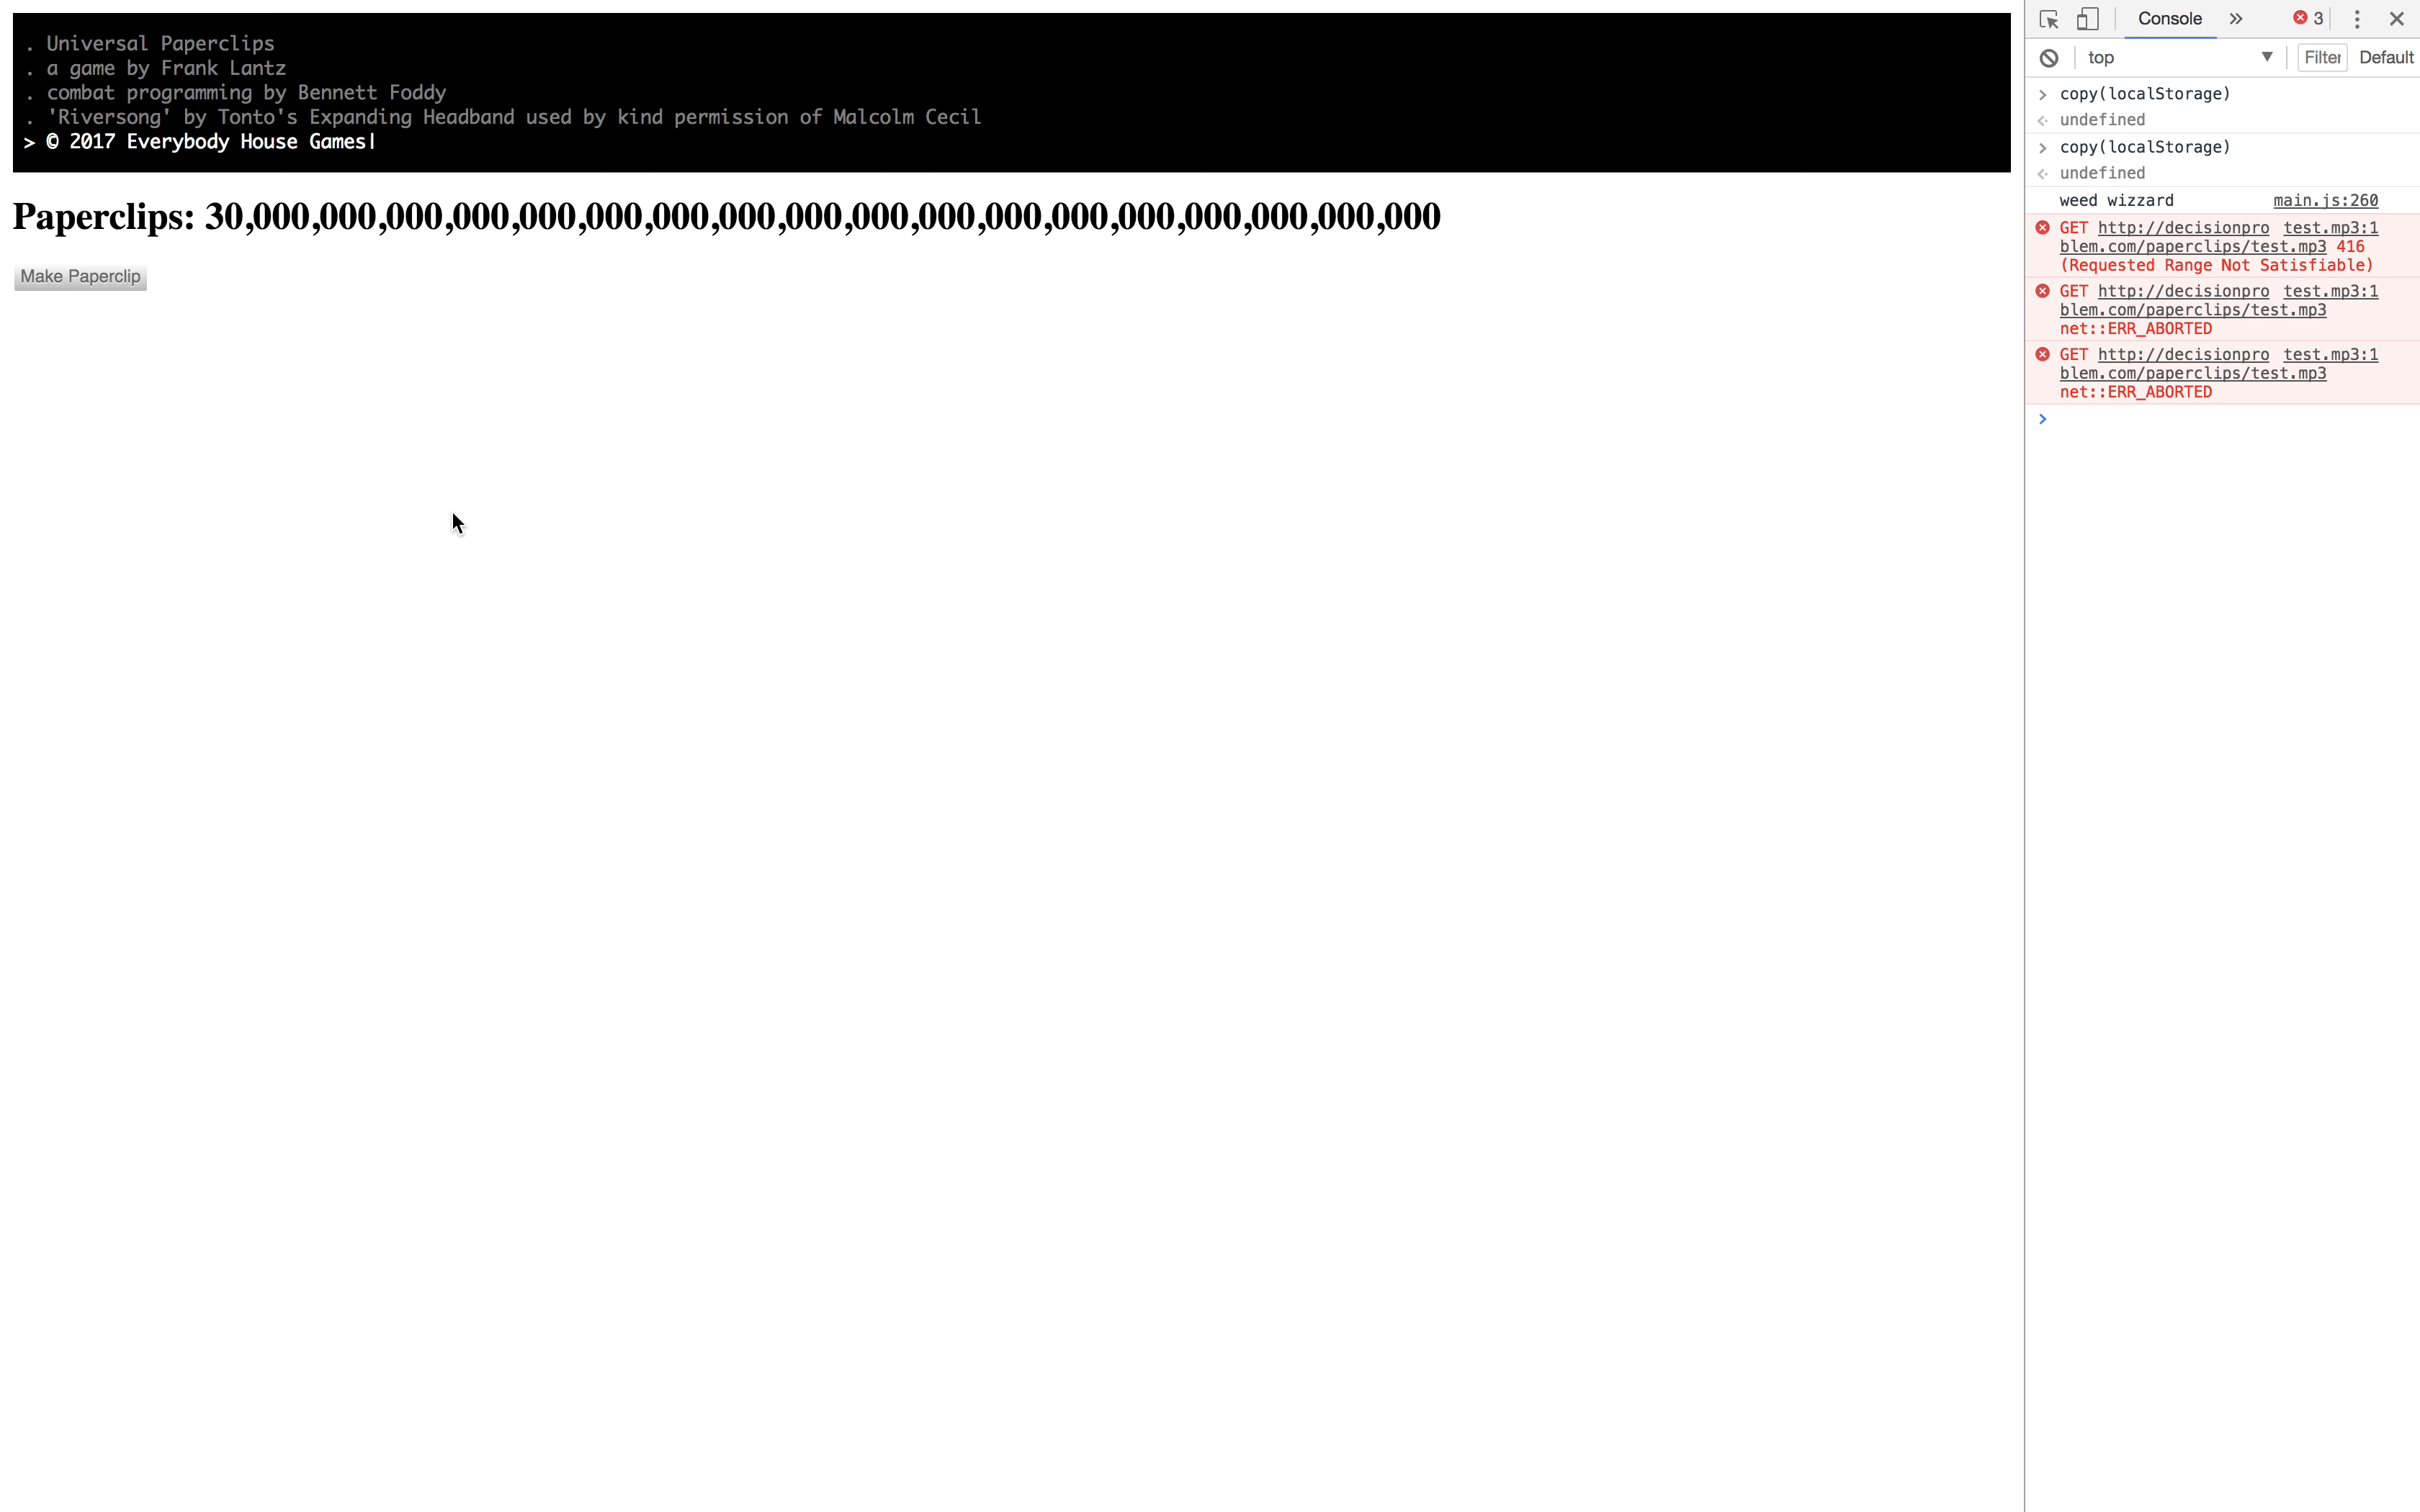 . Universal Paperclips
. a game by Frank Lantz
. combat programming by Bennett Foddy
. 'Riversong' by Tonto's Expanding Headband used by kind permission of Malcolm Cecil
> © 2017 Everybody House Games|
Paperclips: 30,000,000,000,000,000,000,000,000,000,000,000,000,000,000,000,000,000,000
Make Paperclip
Console » 3
top ▼ Filter Default
> copy(localStorage)
undefined
> copy(localStorage)
undefined
weed wizzard main.js:260
GET http://decisionpro test.mp3:1
blem.com/paperclips/test.mp3 416
(Requested Range Not Satisfiable)
GET http://decisionpro test.mp3:1
blem.com/paperclips/test.mp3
net::ERR_ABORTED
GET http://decisionpro test.mp3:1
blem.com/paperclips/test.mp3
net::ERR_ABORTED
>